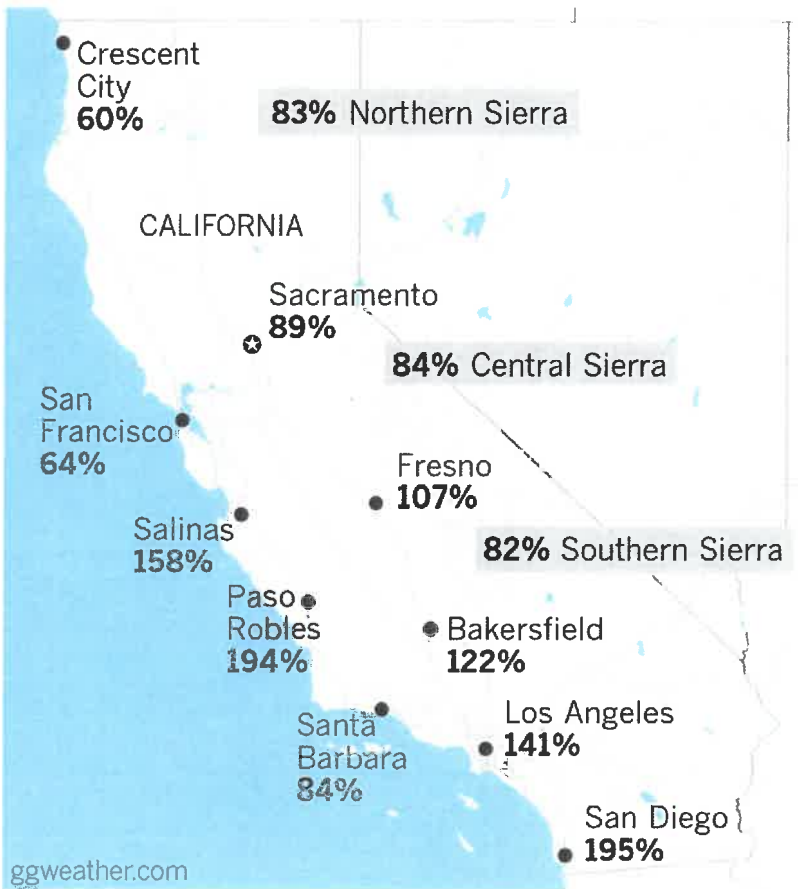 Crescent
City
60%
83% Northern Sierra
CALIFORNIA
Sacramento
89%
84% Central Sierra
San
Francisco
64%
Fresno
107%
Salinas
158%
82% Southern Sierra
Paso
Robles
194%
Bakersfield
122%
Santa
Barbara
84%
Los Angeles
141%
San Diego
195%
ggweather.com